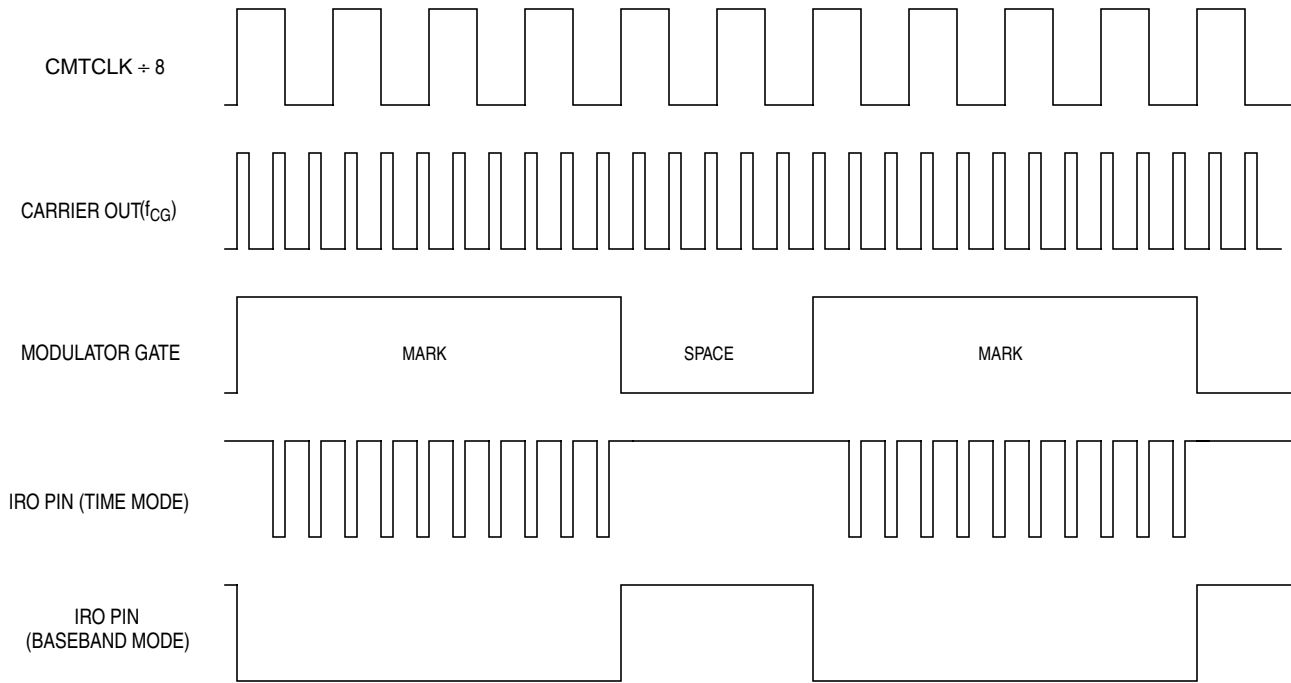 CMTCLK ÷ 8
CARRIER OUT(fCG)
MODULATOR GATE
MARK
SPACE
MARK
IRO PIN (TIME MODE)
IRO PIN
(BASEBAND MODE)